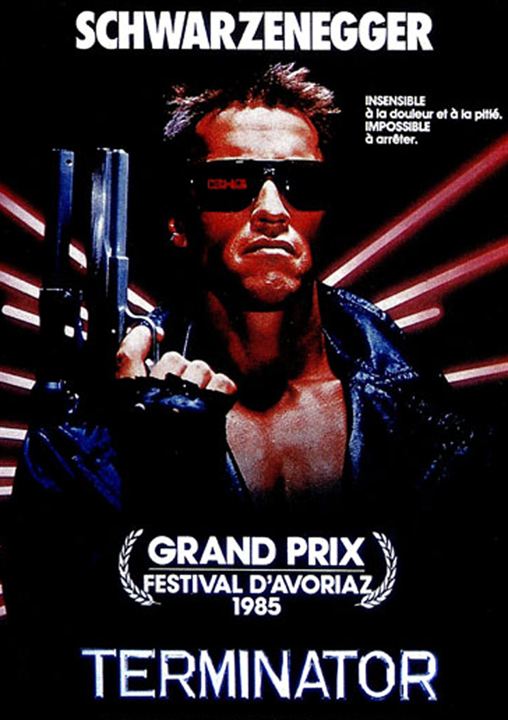 SCHWARZENEGGER
INSENSIBLE
à la douleur et à la pitié.
IMPOSSIBLE
à arrêter.
GRAND PRIX
FESTIVAL D'AVORIAZ
1985
TERMINATOR